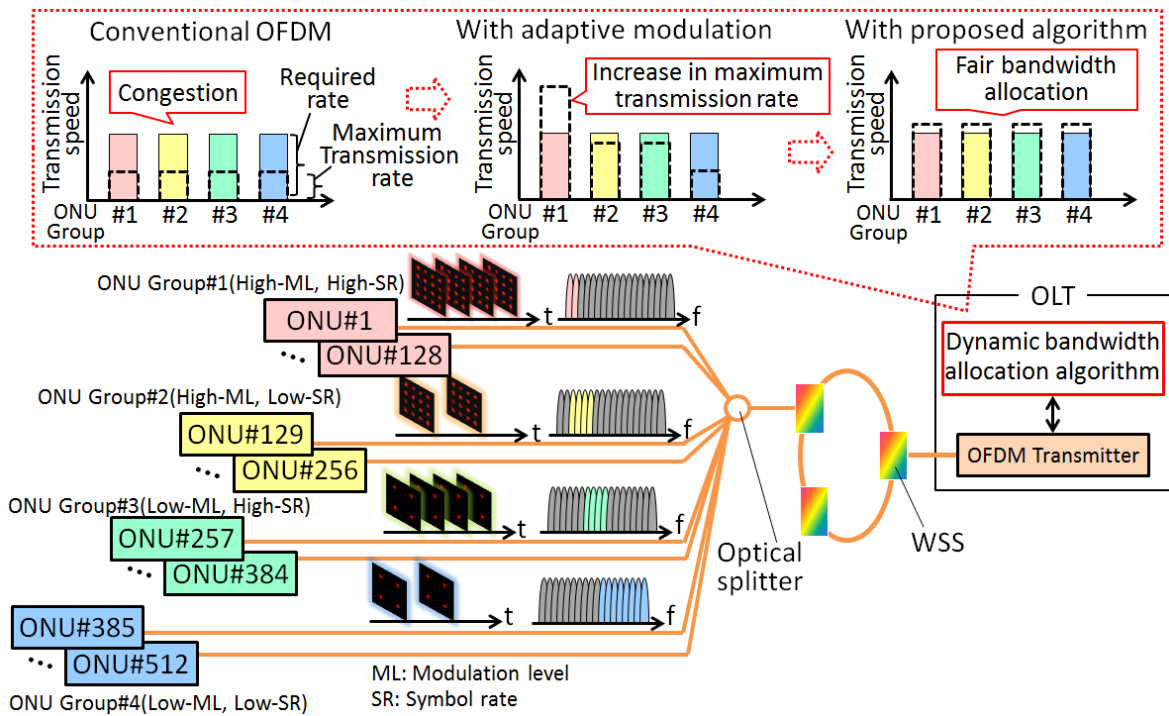 Conventional OFDM
With adaptive modulation
With proposed algorithm
Transmission
speed
Congestion
Required
rate
Maximum
Transmission
rate
ONU
Group
#1 #2 #3 #4
Transmission
speed
Increase in maximum
transmission rate
ONU
Group
#1 #2 #3 #4
Transmission
speed
Fair bandwidth
allocation
ONU
Group
#1 #2 #3 #4
ONU Group#1(High-ML, High-SR)
ONU#1
... ONU#128
t
f
ONU Group#2(High-ML, Low-SR)
ONU#129
... ONU#256
t
f
ONU Group#3(Low-ML, High-SR)
ONU#257
... ONU#384
t
f
ONU#385
... ONU#512
ONU Group#4(Low-ML, Low-SR)
t
f
ML: Modulation level
SR: Symbol rate
Optical
splitter
WSS
OLT
Dynamic bandwidth
allocation algorithm
OFDM Transmitter